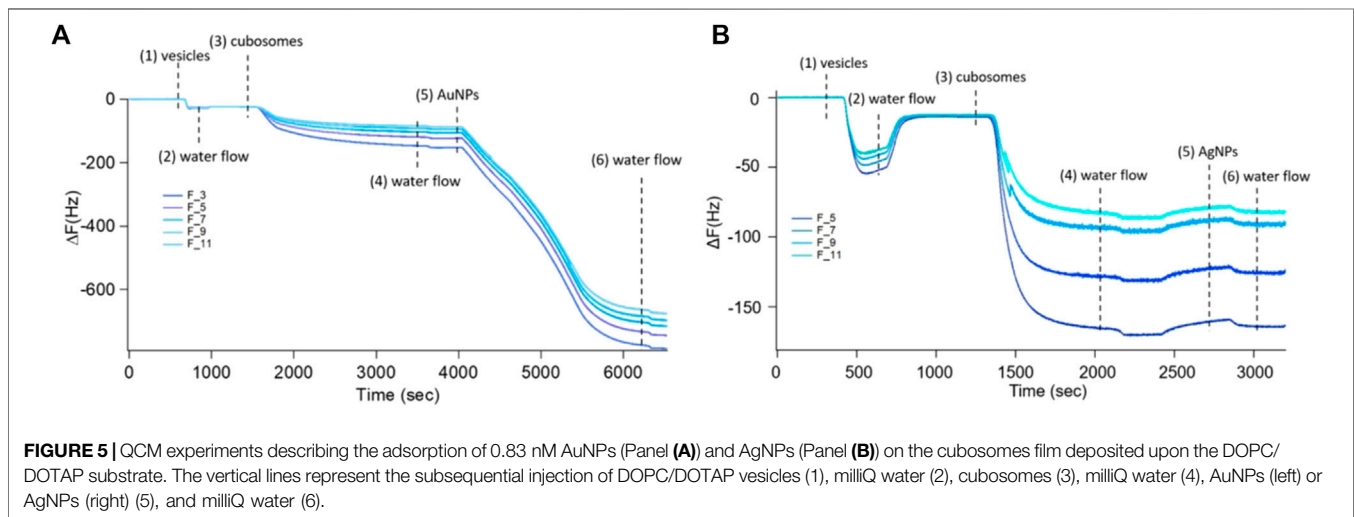 A
(3) cubosomes
(1) vesicles
(5) AuNPs
(2) water flow
(4) water flow
(6) water flow
0
-200
-400
-600
ΔF(Hz)
F_3
F_5
F_7
F_9
F_11
0 1000 2000 3000 4000 5000 6000
Time (sec)
B
(1) vesicles
(3) cubosomes
(2) water flow
(5) AgNPs
(4) water flow
(6) water flow
0
-50
-100
-150
ΔF(Hz)
F_5
F_7
F_9
F_11
0 500 1000 1500 2000 2500 3000
Time (sec)
FIGURE 5 | QCM experiments describing the adsorption of 0.83 nM AuNPs (Panel (A)) and AgNPs (Panel (B)) on the cubosomes film deposited upon the DOPC/
DOTAP substrate. The vertical lines represent the subsequential injection of DOPC/DOTAP vesicles (1), milliQ water (2), cubosomes (3), milliQ water (4), AuNPs (left) or
AgNPs (right) (5), and milliQ water (6).